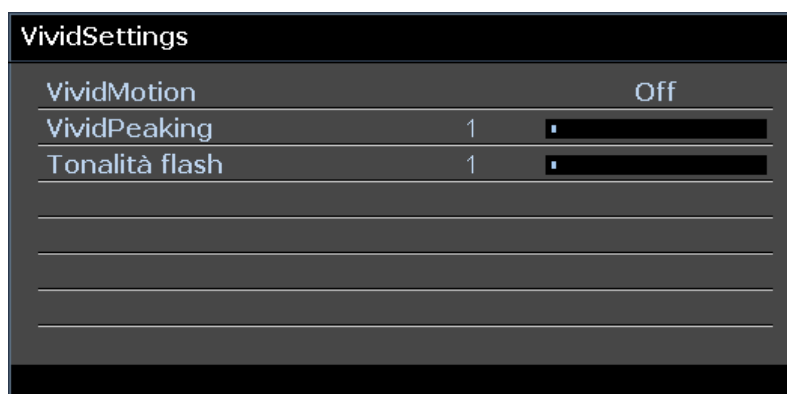 VividSettings
VividMotion Off
VividPeaking 1
Tonalità flash 1